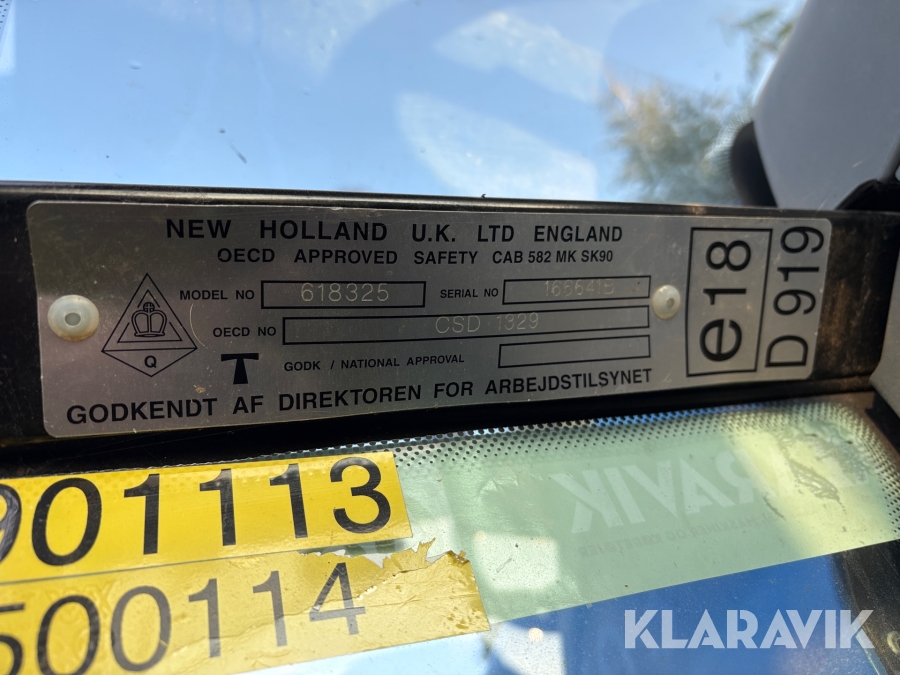 NEW HOLLAND U.K. LTD ENGLAND
OECD APPROVED SAFETY CAB 582 MK SK90
MODEL NO 618325 SERIAL NO
OECD NO CSD 1329
GODK / NATIONAL APPROVAL
Q
T
GODKENDT AF DIREKTOREN FOR ARBEJDSTILSYNET
e18
D 919
901113
500114
KLARAVIK